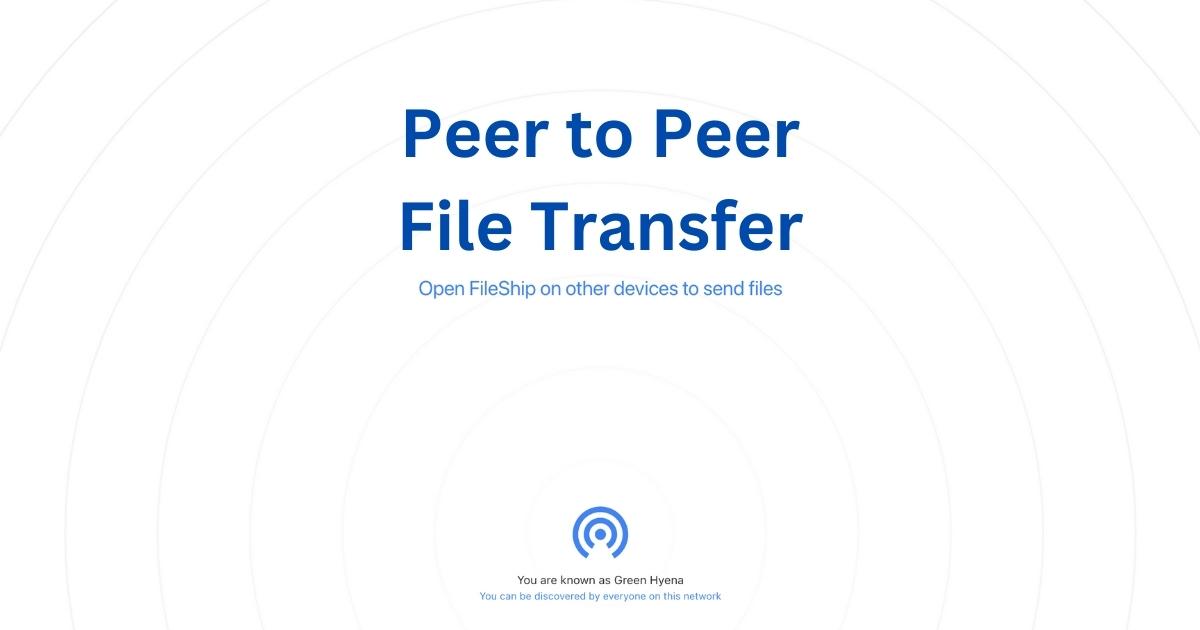 Peer to Peer
File Transfer
Open FileShip on other devices to send files
You are known as Green Hyena
You can be discovered by everyone on this network